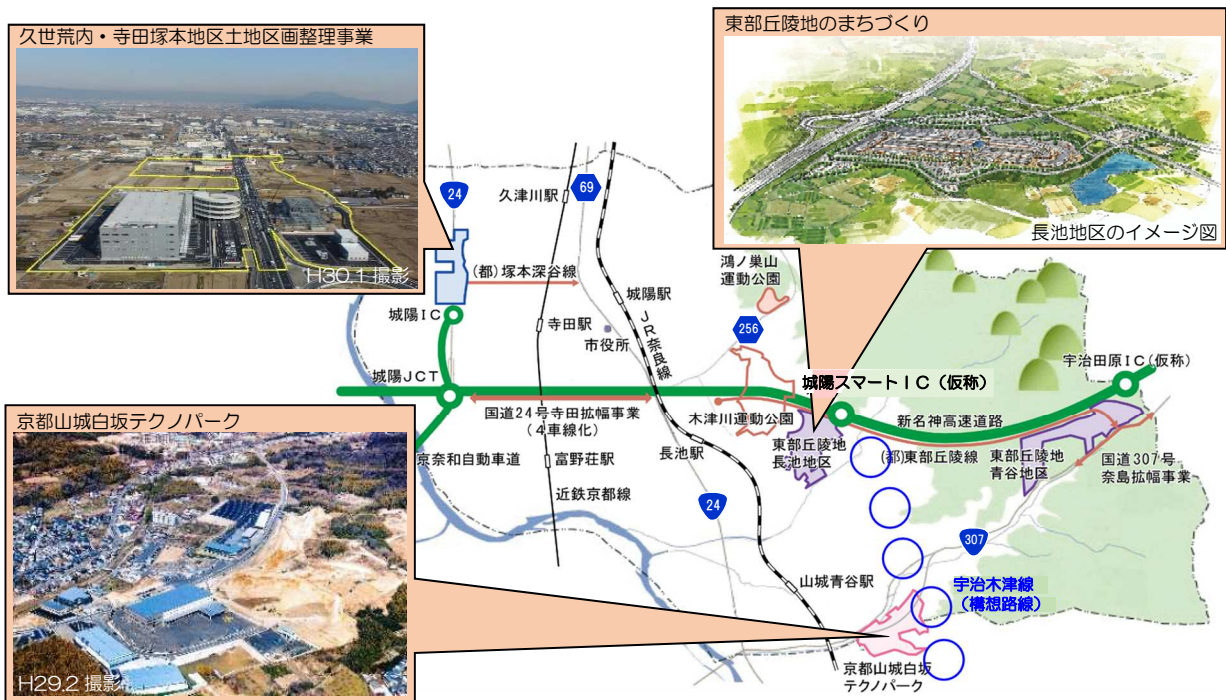 久世荒内・寺田塚本地区土地区画整理事業
H30.1 撮影
東部丘陵地のまちづくり
長池地区のイメージ図
24
久津川駅
69
(都)塚本深谷線
鴻ノ巣山
運動公園
城陽駅
城陽IC
寺田駅
市役所
JR奈良線
256
宇治田原IC(仮称)
城陽JCT
城陽スマートIC(仮称)
国道24号寺田拡幅事業
(4車線化)
木津川運動公園
新名神高速道路
京都山城白坂テクノパーク
H29.2 撮影
京奈和自動車道
富野荘駅
長池駅
東部丘陵地
長池地区
(都)東部丘陵線
東部丘陵地
青谷地区
国道307号
奈島拡幅事業
近鉄京都線
24
307
山城青谷駅
宇治木津線
(構想路線)
京都山城白坂
テクノパーク